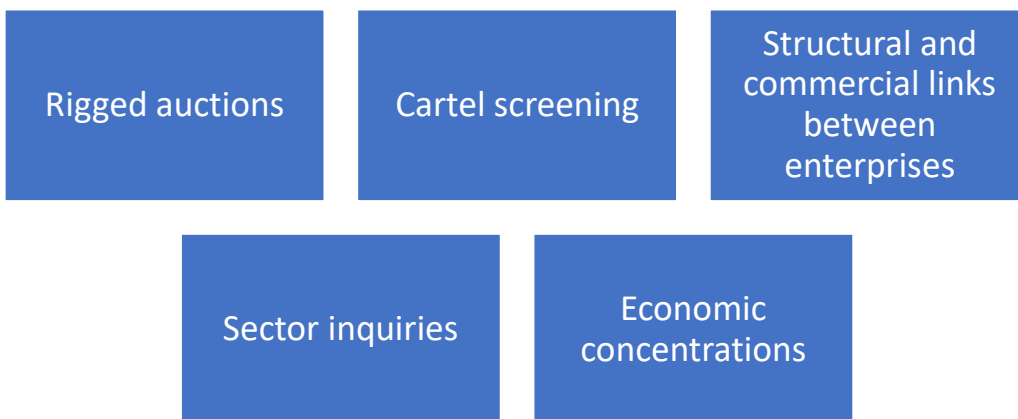 Rigged auctions
Cartel screening
Structural and
commercial links
between
enterprises
Sector inquiries
Economic
concentrations